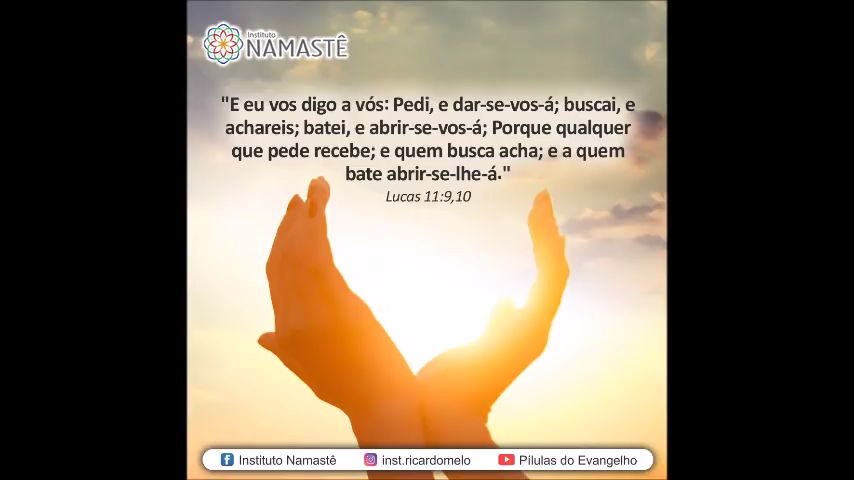 Instituto
NAMASTÊ
"E eu vos digo a vós: Pedi, e dar-se-vos-á; buscai, e
achareis; batei, e abrir-se-vos-á; Porque qualquer
que pede recebe; e quem busca acha; e a quem
bate abrir-se-lhe-á."
Lucas 11:9,10
Instituto Namastê inst.ricardomelo Pílulas do Evangelho